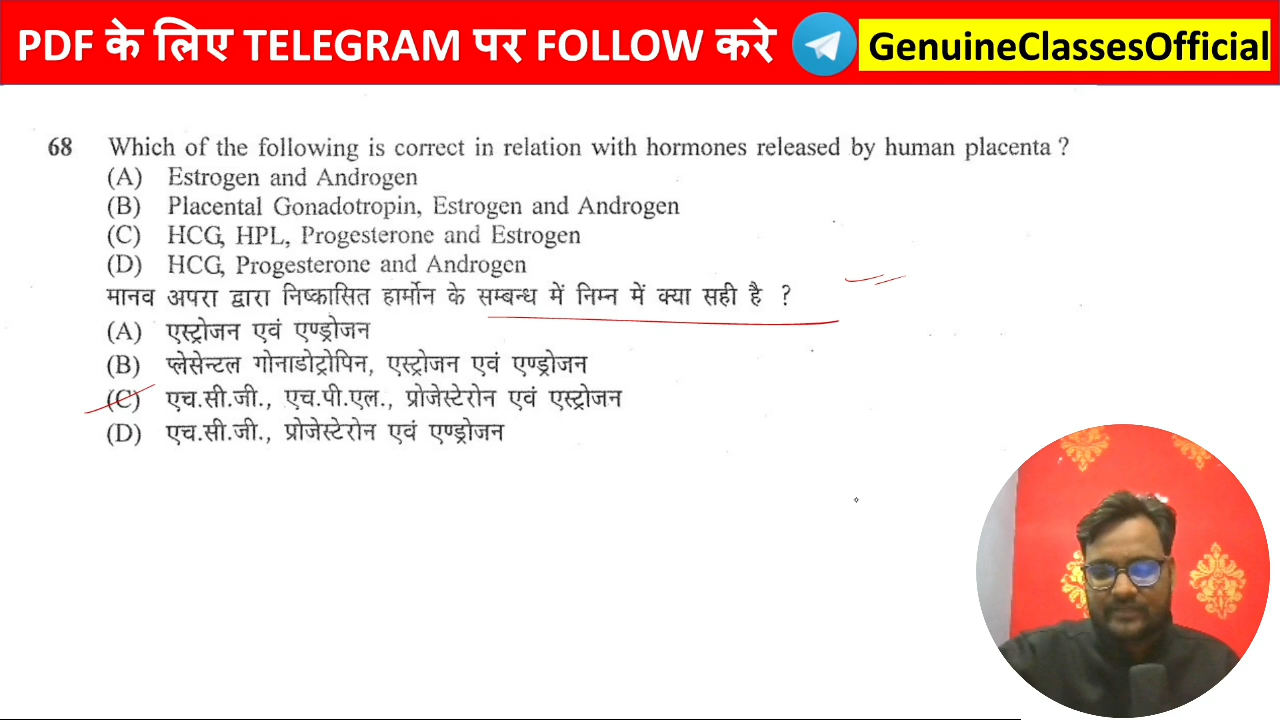 PDF के लिए TELEGRAM पर FOLLOW करे GenuineClassesOfficial
68 Which of the following is correct in relation with hormones released by human placenta ?
(A) Estrogen and Androgen
(B) Placental Gonadotropin, Estrogen and Androgen
(C) HCG, HPL, Progesterone and Estrogen
(D) HCG, Progesterone and Androgen
मानव अपरा द्वारा निष्कासित हार्मोन के सम्बन्ध में निम्न में क्या सही है ?
(A) एस्ट्रोजन एवं एण्ड्रोजन
(B) प्लेसेन्टल गोनाडोट्रोपिन, एस्ट्रोजन एवं एण्ड्रोजन
(C) एच.सी.जी., एच.पी.एल., प्रोजेस्टेरोन एवं एस्ट्रोजन
(D) एच.सी.जी., प्रोजेस्टेरोन एवं एण्ड्रोजन